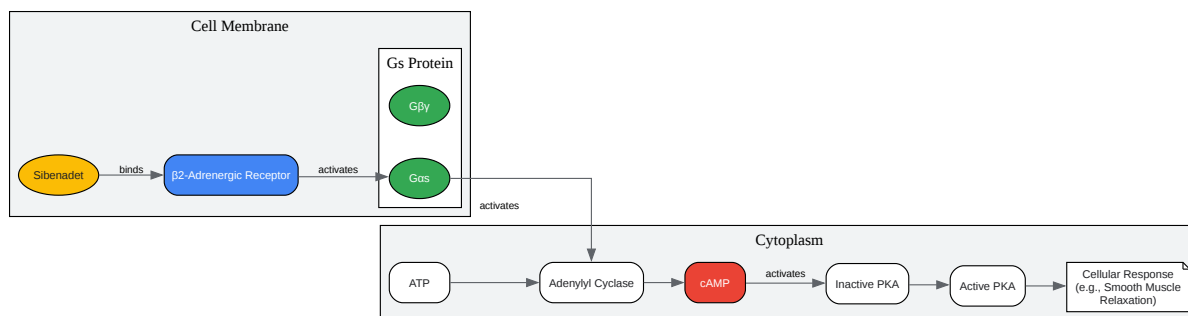 Cell Membrane
Gs Protein
Gβγ
Sibenadet
binds
β2-Adrenergic Receptor
activates
Gαs
activates
Cytoplasm
ATP
Adenylyl Cyclase
cAMP
activates
Inactive PKA
Active PKA
Cellular Response
(e.g., Smooth Muscle
Relaxation)